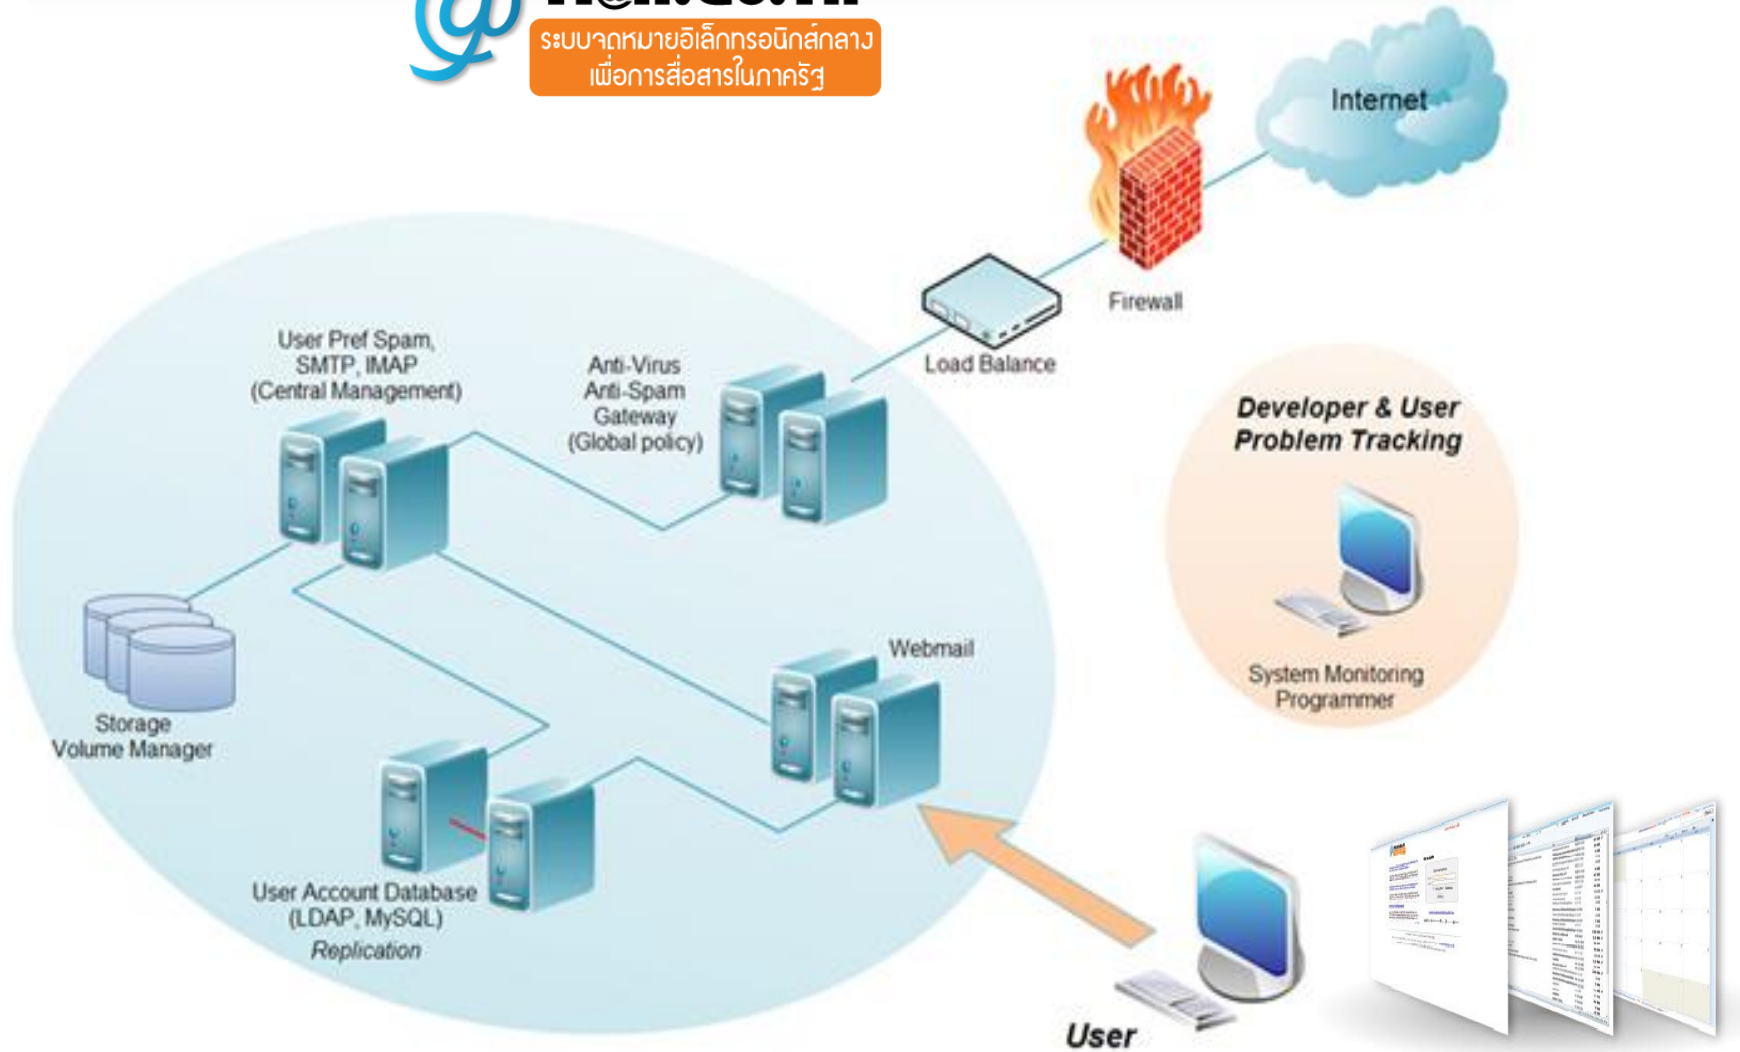 ระบบจดหมายอิเล็กทรอนิกส์กลาง
เพื่อการสื่อสารในภาครัฐ
Internet
Firewall
Load Balance
User Pref Spam,
SMTP, IMAP
(Central Management)
Anti-Virus
Anti-Spam
Gateway
(Global policy)
Developer & User
Problem Tracking
System Monitoring
Programmer
Webmail
Storage
Volume Manager
User Account Database
(LDAP, MySQL)
Replication
User